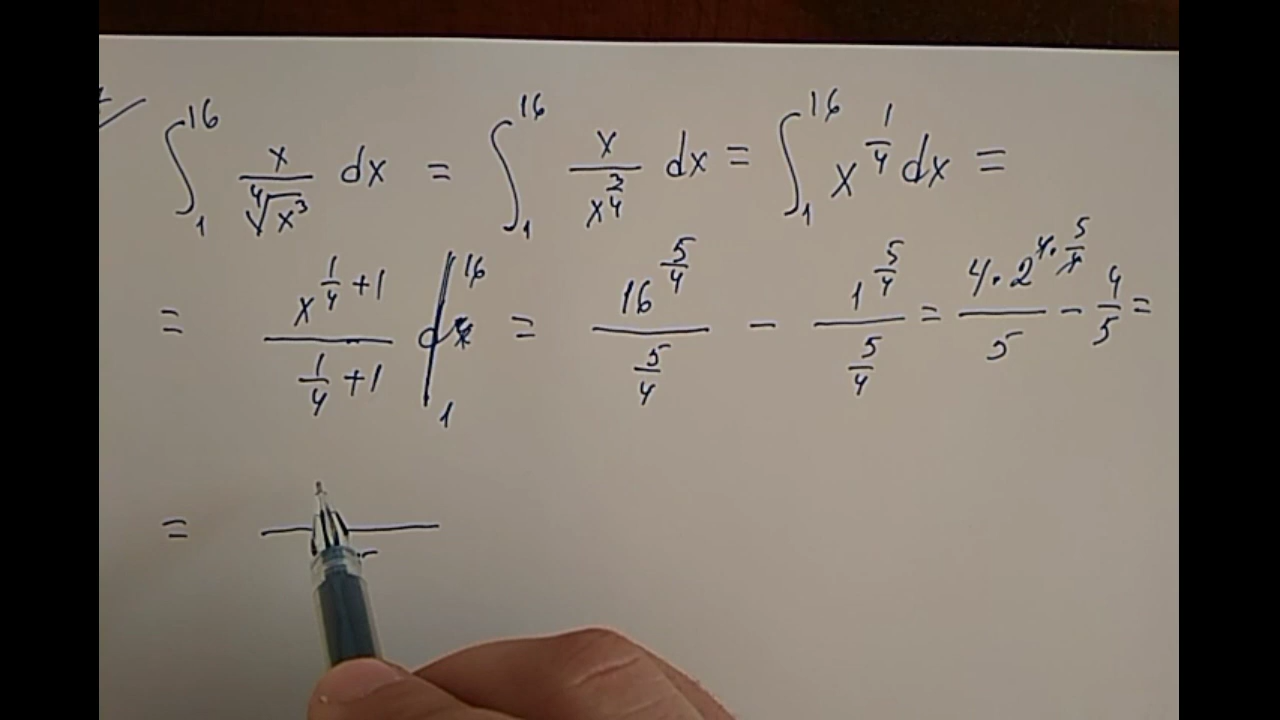 ∫₁¹⁶ x/∜(x³) dx = ∫₁¹⁶ x/x^(3/4) dx = ∫₁¹⁶ x^(1/4) dx =
= x^(1/4+1)/(1/4+1) |₁¹⁶ = 16^(5/4)/(5/4) − 1^(5/4)/(5/4) = 4·2^(4·5/4)/5 − 4/5 =
=